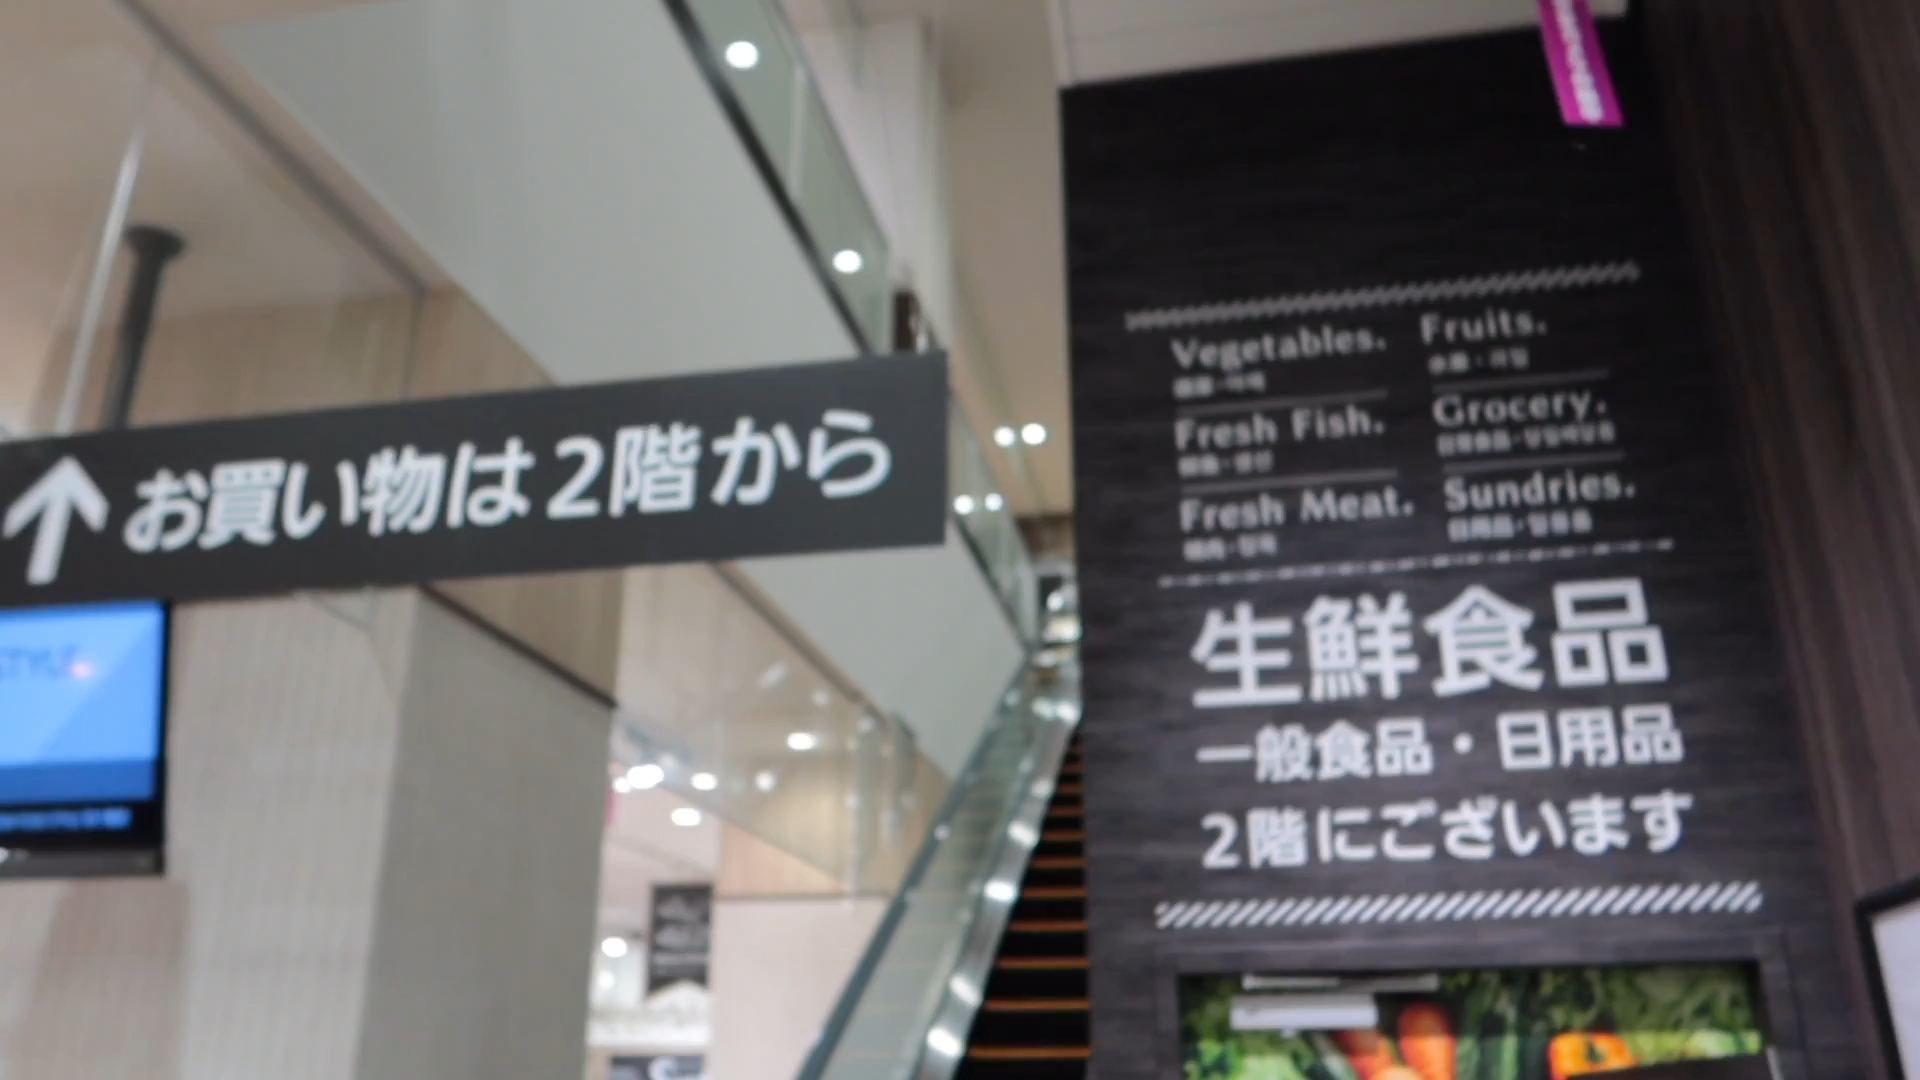 お買い物は2階から
Vegetables.
Fruits.
Fresh Fish.
Grocery.
Fresh Meat.
Sundries.
生鮮食品
一般食品・日用品
2階にございます